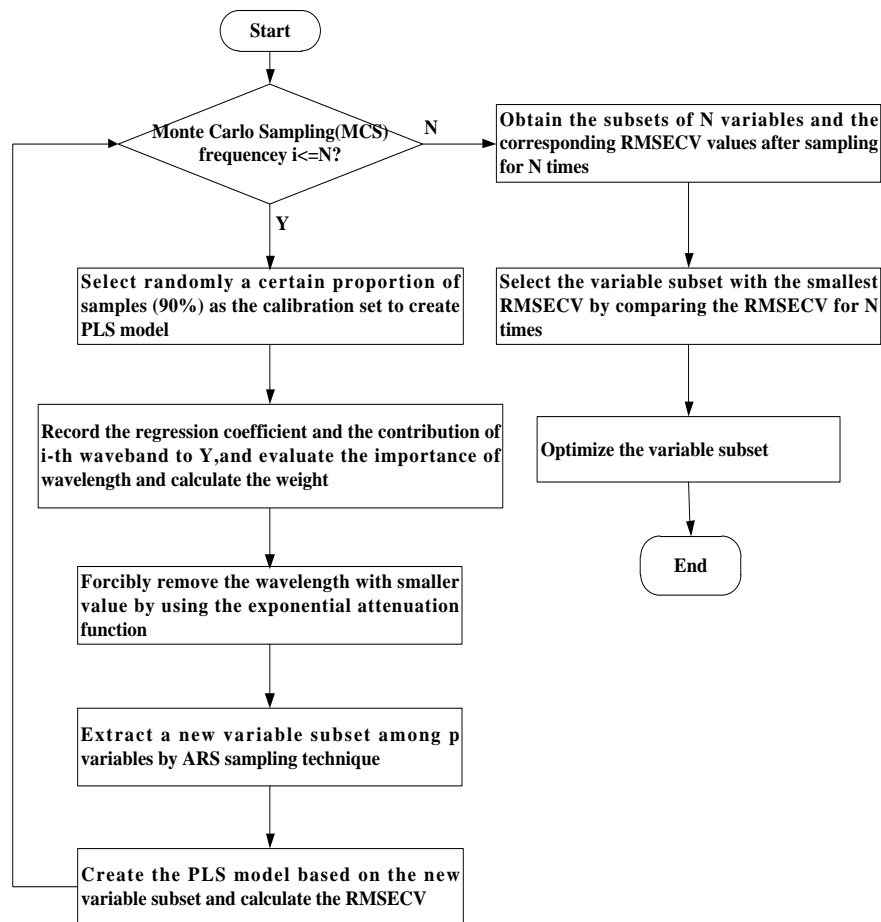 Start
Monte Carlo Sampling(MCS)
frequencey i<=N?
N
Y
Obtain the subsets of N variables and the
corresponding RMSECV values after sampling
for N times
Select randomly a certain proportion of
samples (90%) as the calibration set to create
PLS model
Select the variable subset with the smallest
RMSECV by comparing the RMSECV for N
times
Record the regression coefficient and the contribution of
i-th waveband to Y,and evaluate the importance of
wavelength and calculate the weight
Optimize the variable subset
End
Forcibly remove the wavelength with smaller
value by using the exponential attenuation
function
Extract a new variable subset among p
variables by ARS sampling technique
Create the PLS model based on the new
variable subset and calculate the RMSECV